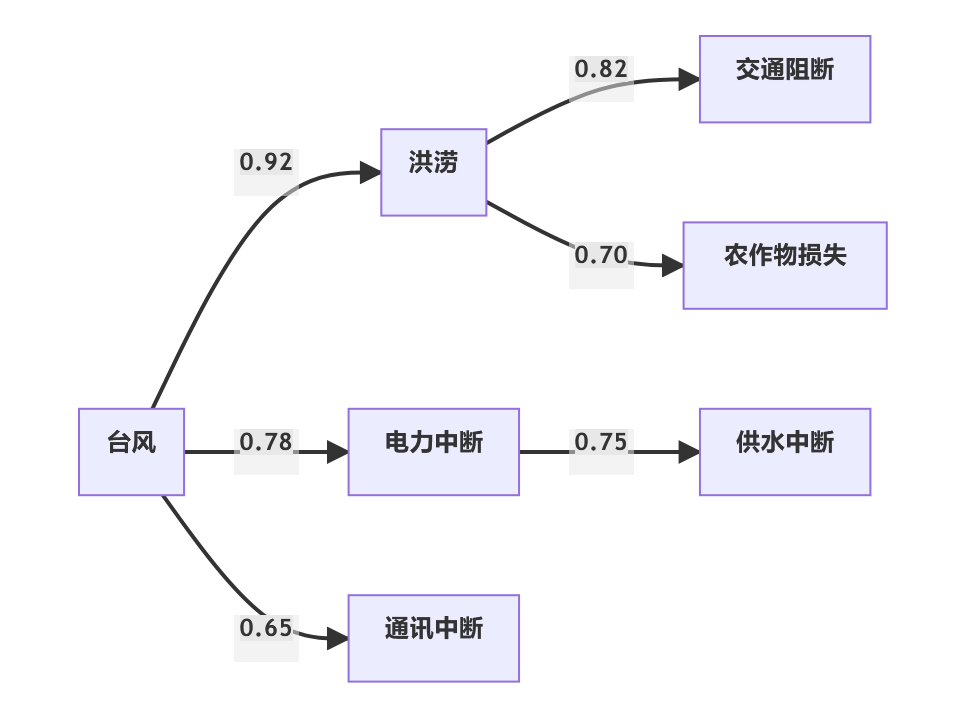 0.82
交通阻断
0.92
洪涝
0.70
农作物损失
台风
0.78
电力中断
0.75
供水中断
0.65
通讯中断